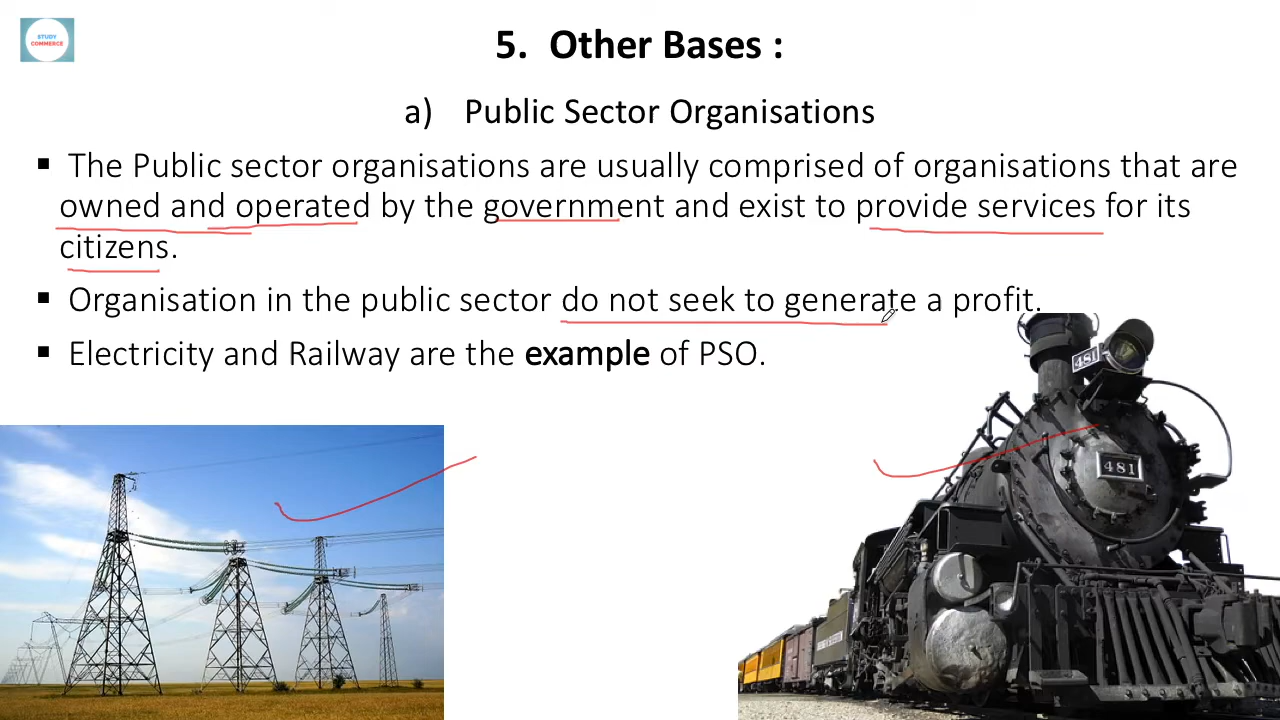 STUDY
COMMERCE
5. Other Bases :
a) Public Sector Organisations
▪ The Public sector organisations are usually comprised of organisations that are
owned and operated by the government and exist to provide services for its
citizens.
▪ Organisation in the public sector do not seek to generate a profit.
▪ Electricity and Railway are the example of PSO.
481
481